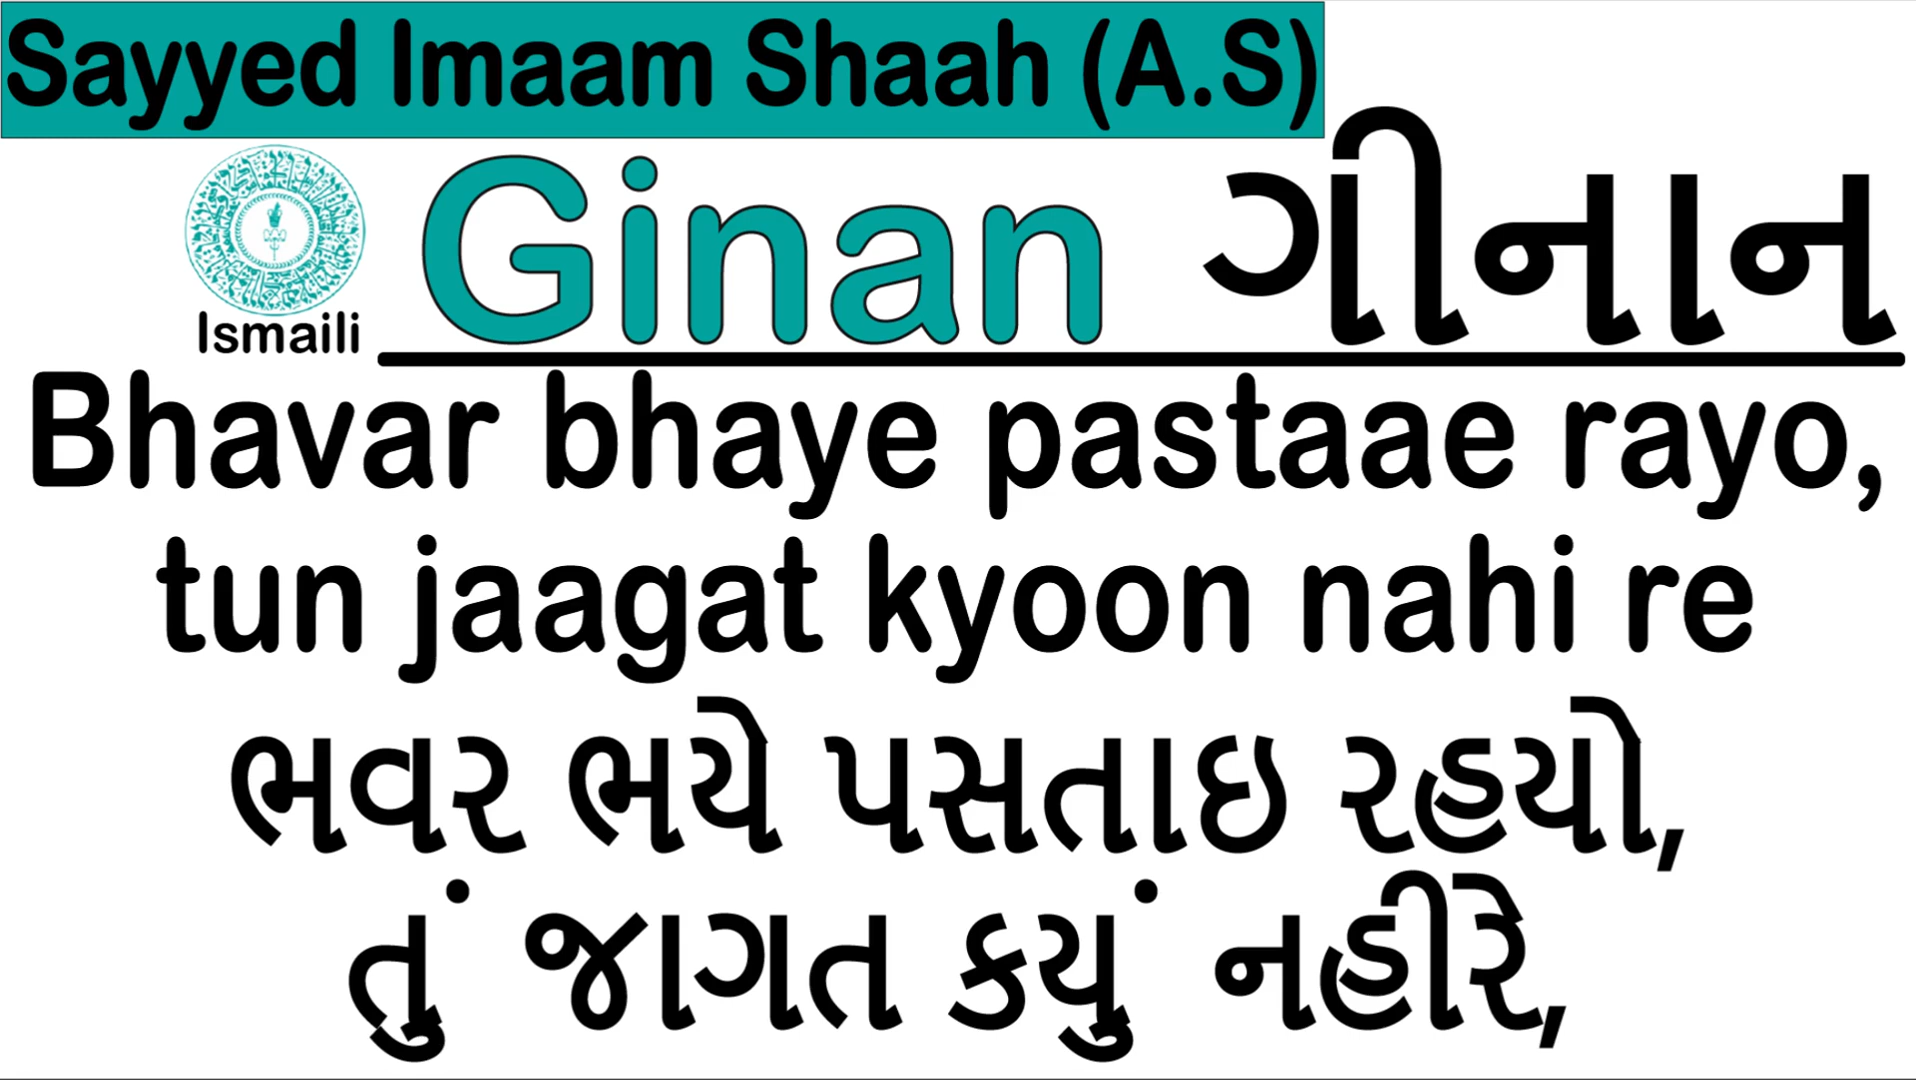 Sayyed Imaam Shaah (A.S)
Ginan ગીનાન
Ismaili
Bhavar bhaye pastaae rayo,
tun jaagat kyoon nahi re
ભવર ભયે પસતાઇ રહયો,
તું જાગત કયું નહીરે,